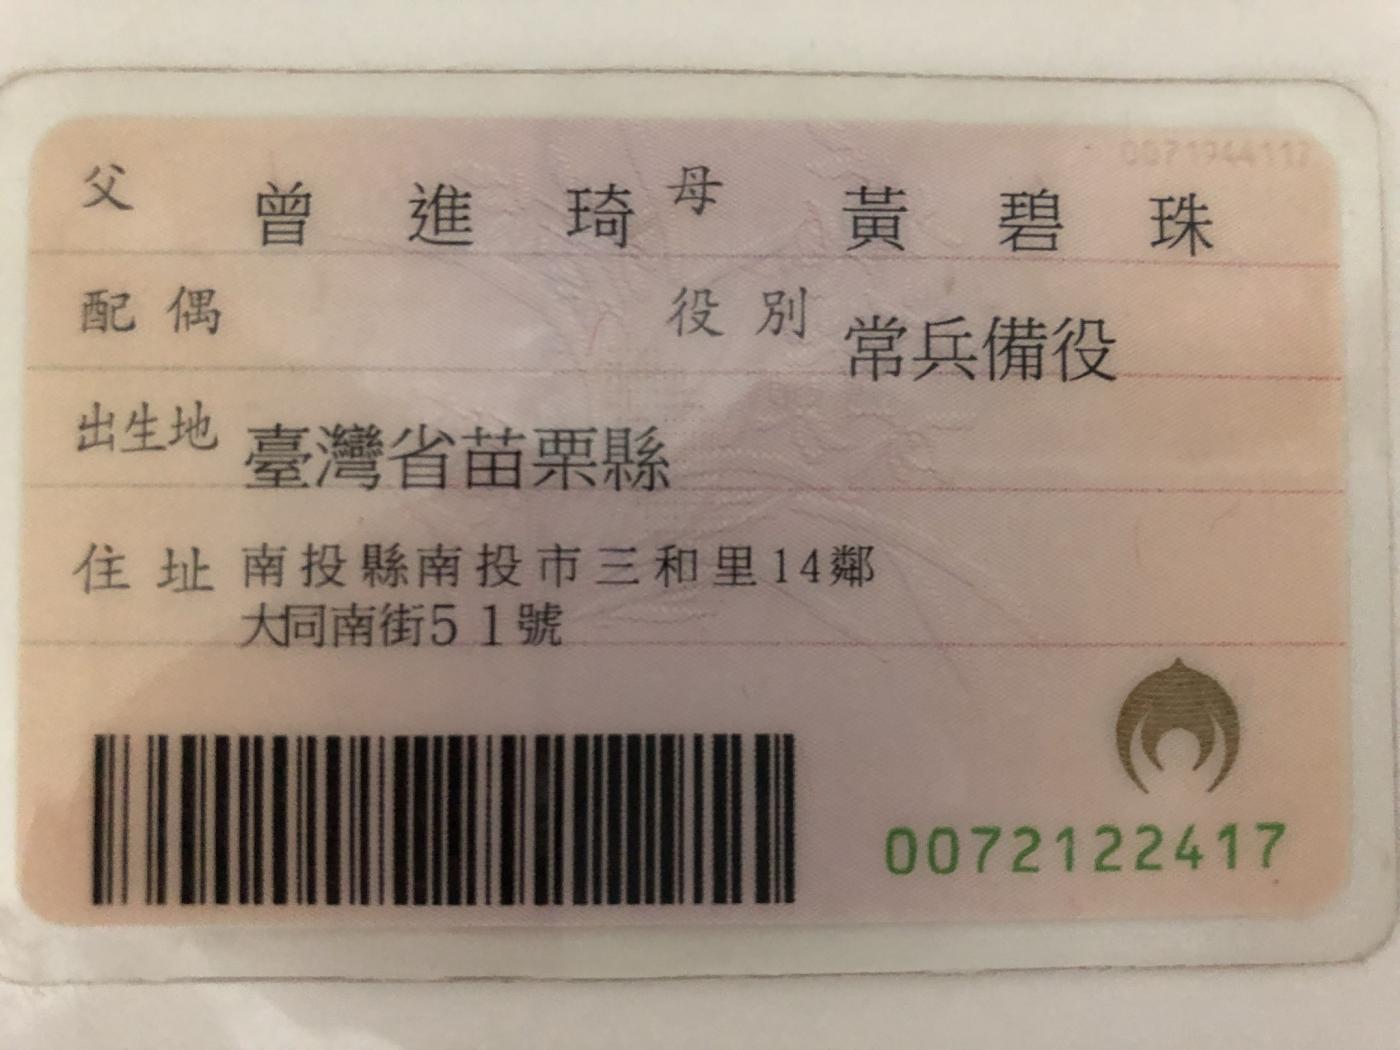 0071944117
父 曾進琦 母 黃碧珠
配偶 役別 常兵備役
出生地 臺灣省苗栗縣
住址 南投縣南投市三和里14鄰
大同南街51號
0072122417